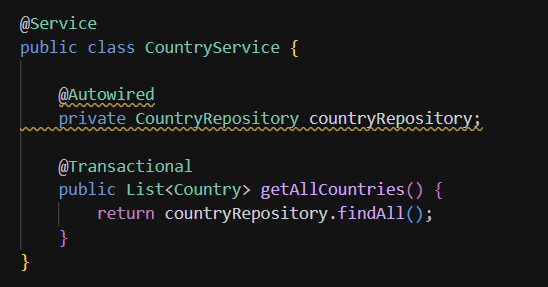 @Service
public class CountryService {
@Autowired
private CountryRepository countryRepository;
@Transactional
public List<Country> getAllCountries() {
return countryRepository.findAll();
}
}